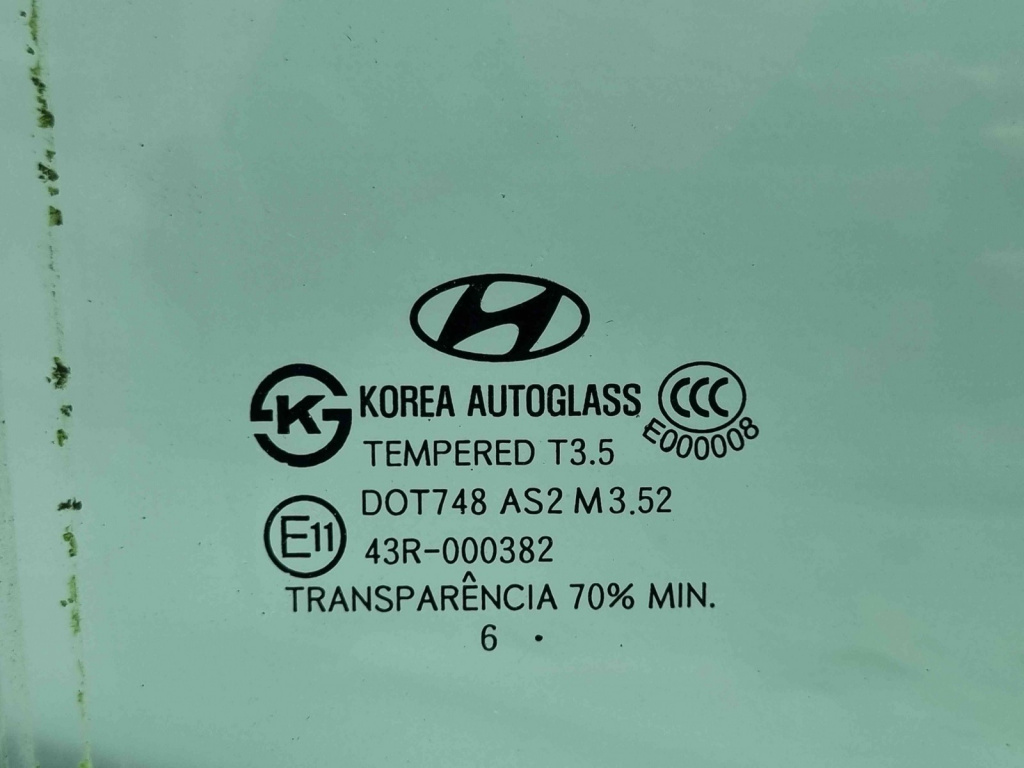 KOREA AUTOGLASS
CCC
E000008
K
TEMPERED T3.5
DOT748 AS2 M3.52
E11
43R-000382
TRANSPARÊNCIA 70% MIN.
6 .